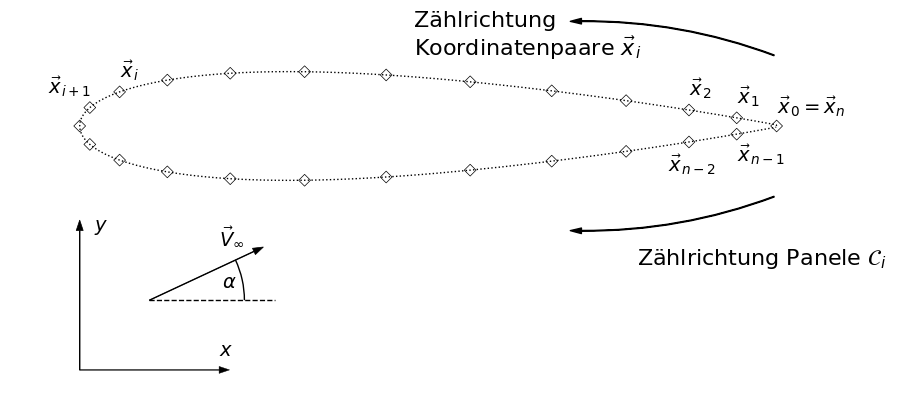 Zählrichtung
Koordinatenpaare $\vec{x}_i$
$\vec{x}_{i+1}$
$\vec{x}_i$
$\vec{x}_2$
$\vec{x}_1$
$\vec{x}_0 = \vec{x}_n$
$\vec{x}_{n-2}$
$\vec{x}_{n-1}$
y
$\vec{V}_\infty$
α
Zählrichtung Panele $\mathcal{C}_i$
x